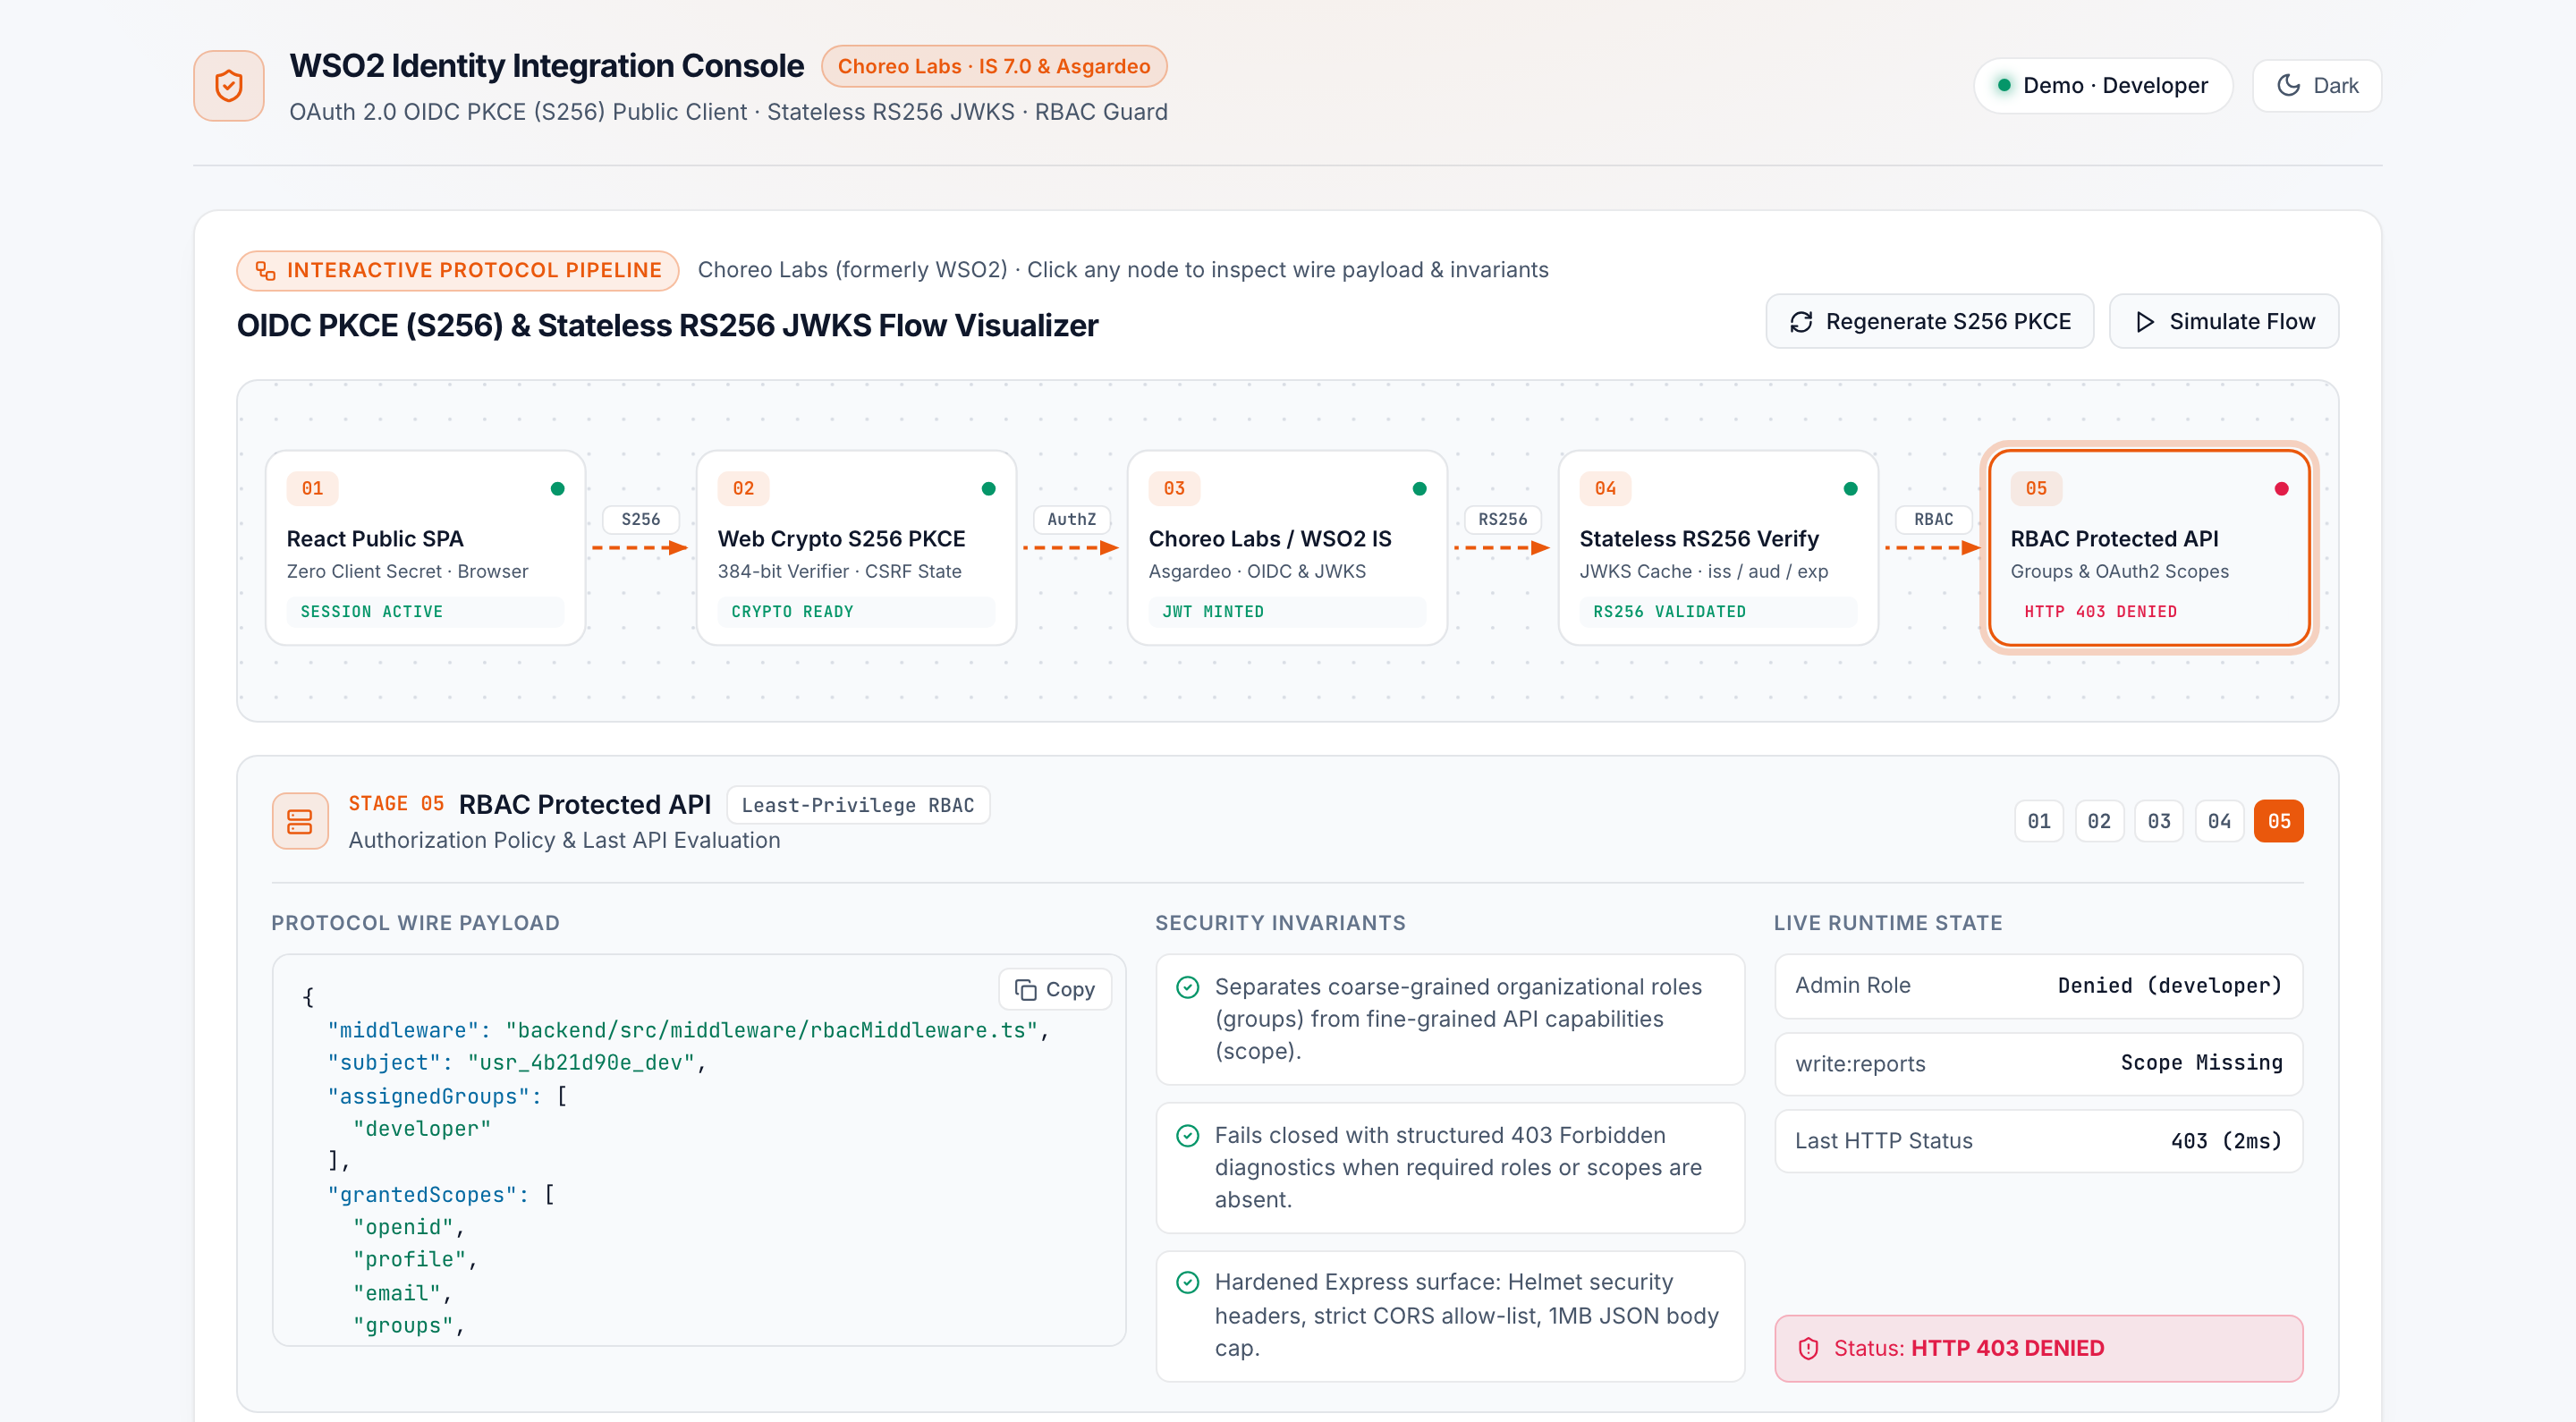 WSO2 Identity Integration Console
Choreo Labs · IS 7.0 & Asgardeo
OAuth 2.0 OIDC PKCE (S256) Public Client · Stateless RS256 JWKS · RBAC Guard
Demo · Developer
Dark
INTERACTIVE PROTOCOL PIPELINE
Choreo Labs (formerly WSO2) · Click any node to inspect wire payload & invariants
OIDC PKCE (S256) & Stateless RS256 JWKS Flow Visualizer
Regenerate S256 PKCE
Simulate Flow
01
React Public SPA
Zero Client Secret · Browser
SESSION ACTIVE
S256
02
Web Crypto S256 PKCE
384-bit Verifier · CSRF State
CRYPTO READY
AuthZ
03
Choreo Labs / WSO2 IS
Asgardeo · OIDC & JWKS
JWT MINTED
RS256
04
Stateless RS256 Verify
JWKS Cache · iss / aud / exp
RS256 VALIDATED
RBAC
05
RBAC Protected API
Groups & OAuth2 Scopes
HTTP 403 DENIED
STAGE 05 RBAC Protected API
Least-Privilege RBAC
Authorization Policy & Last API Evaluation
01 02 03 04 05
PROTOCOL WIRE PAYLOAD
Copy
{
"middleware": "backend/src/middleware/rbacMiddleware.ts",
"subject": "usr_4b21d90e_dev",
"assignedGroups": [
"developer"
],
"grantedScopes": [
"openid",
"profile",
"email",
"groups",
SECURITY INVARIANTS
Separates coarse-grained organizational roles
(groups) from fine-grained API capabilities
(scope).
Fails closed with structured 403 Forbidden
diagnostics when required roles or scopes are
absent.
Hardened Express surface: Helmet security
headers, strict CORS allow-list, 1MB JSON body
cap.
LIVE RUNTIME STATE
Admin Role Denied (developer)
write:reports Scope Missing
Last HTTP Status 403 (2ms)
Status: HTTP 403 DENIED